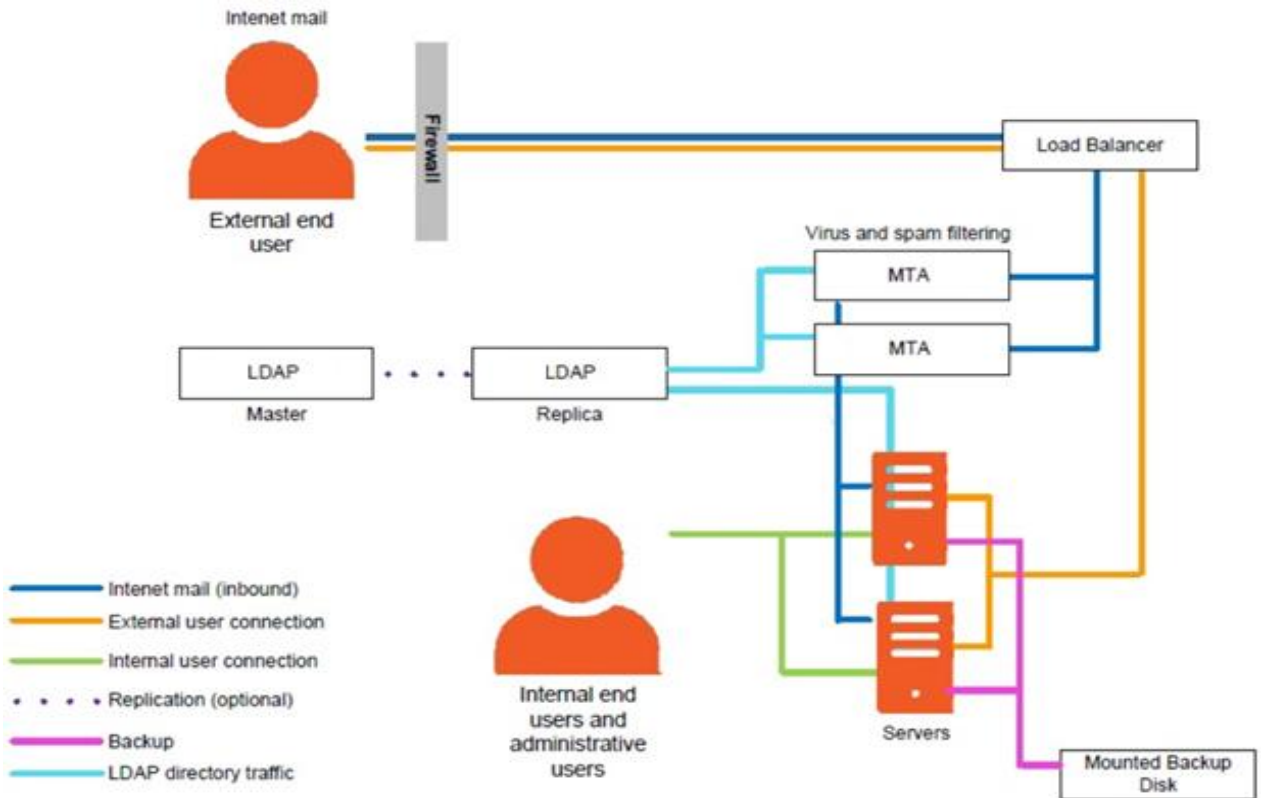 Intenet mail
Firewall
External end
user
Load Balancer
Virus and spam filtering
MTA
MTA
LDAP
Master
LDAP
Replica
Internal end
users and
administrative
users
Servers
Mounted Backup
Disk
Intenet mail (inbound)
External user connection
Internal user connection
Replication (optional)
Backup
LDAP directory traffic